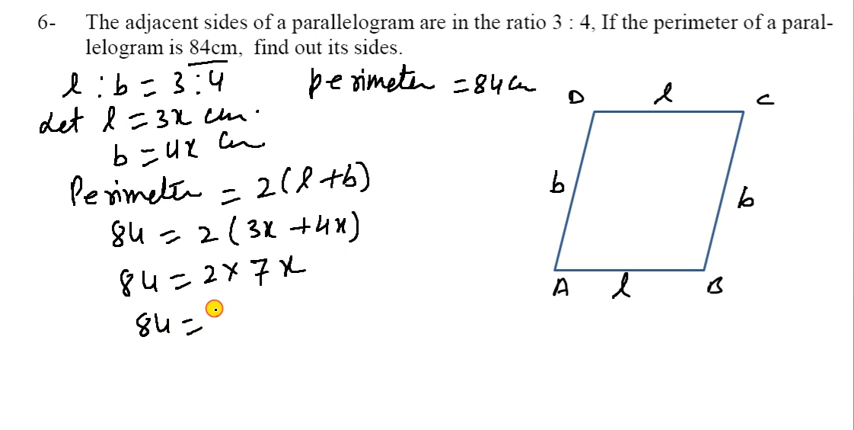 6- The adjacent sides of a parallelogram are in the ratio 3 : 4, If the perimeter of a paral-
lelogram is 84cm, find out its sides.
l : b = 3 : 4 perimeter = 84 cm
Let l = 3x cm.
b = 4x cm
Perimeter = 2(l+b)
84 = 2(3x+4x)
84 = 2×7x
84 =
D l C
b b
A l B